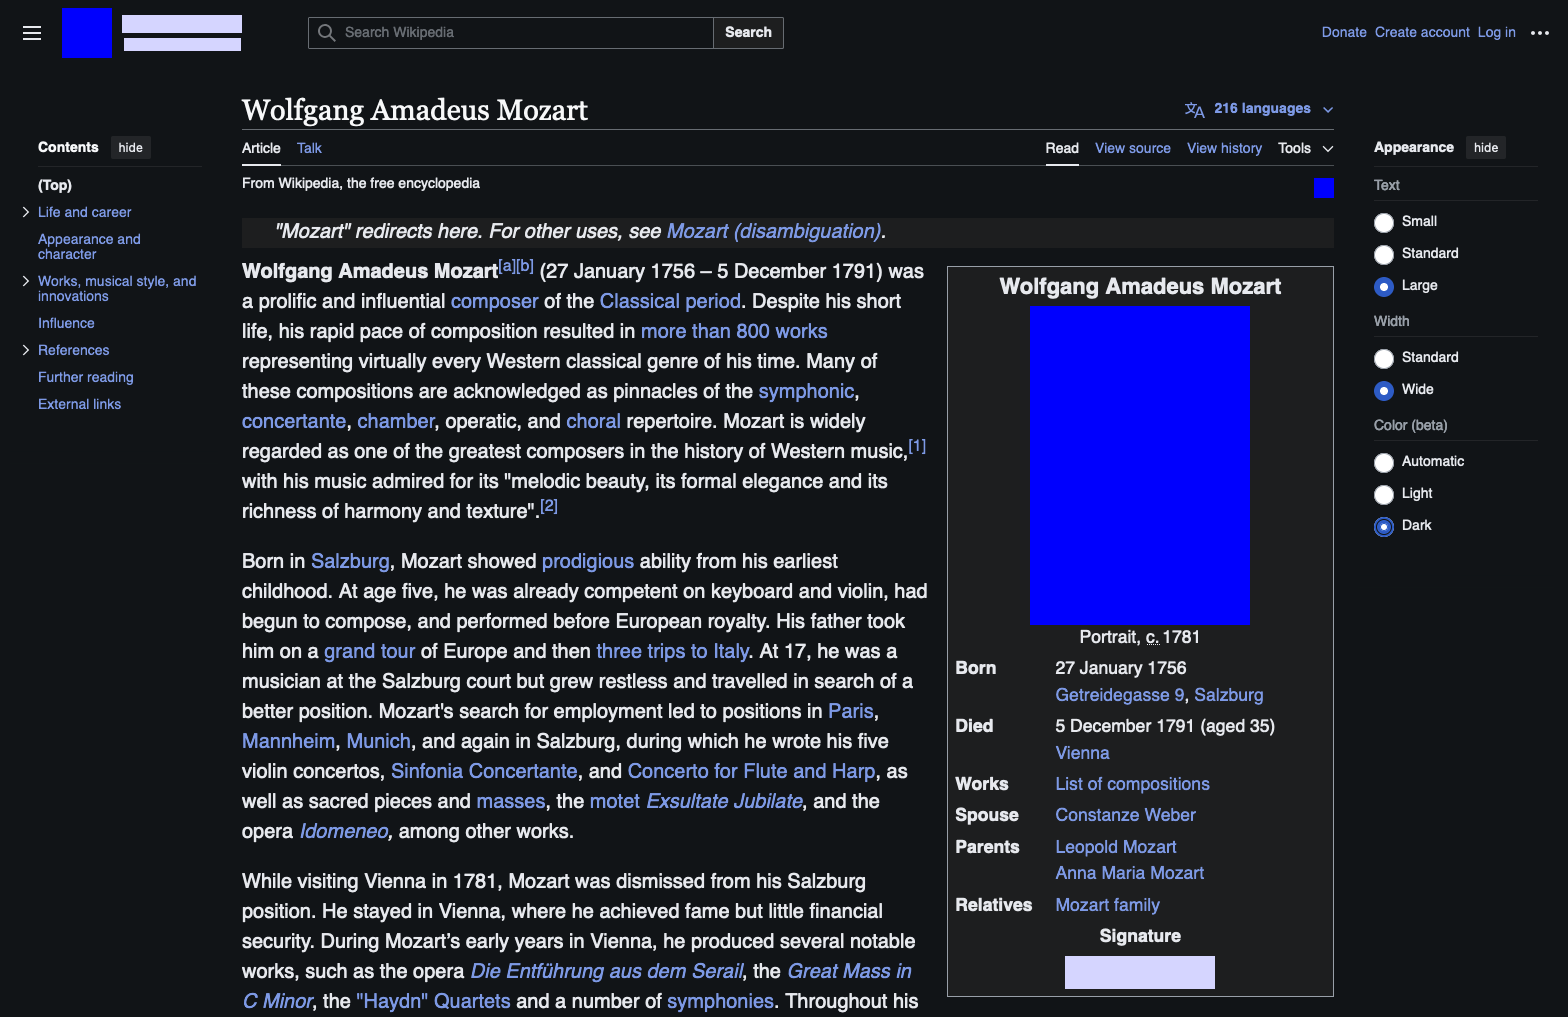 Search Wikipedia
Search
Donate
Create account
Log in
Contents
hide
(Top)
Life and career
Appearance and
character
Works, musical style, and
innovations
Influence
References
Further reading
External links
Wolfgang Amadeus Mozart
216 languages
Article
Talk
Read
View source
View history
Tools
From Wikipedia, the free encyclopedia
"Mozart" redirects here. For other uses, see Mozart (disambiguation).
Wolfgang Amadeus Mozart[a][b] (27 January 1756 – 5 December 1791) was
a prolific and influential composer of the Classical period. Despite his short
life, his rapid pace of composition resulted in more than 800 works
representing virtually every Western classical genre of his time. Many of
these compositions are acknowledged as pinnacles of the symphonic,
concertante, chamber, operatic, and choral repertoire. Mozart is widely
regarded as one of the greatest composers in the history of Western music,[1]
with his music admired for its "melodic beauty, its formal elegance and its
richness of harmony and texture".[2]
Born in Salzburg, Mozart showed prodigious ability from his earliest
childhood. At age five, he was already competent on keyboard and violin, had
begun to compose, and performed before European royalty. His father took
him on a grand tour of Europe and then three trips to Italy. At 17, he was a
musician at the Salzburg court but grew restless and travelled in search of a
better position. Mozart's search for employment led to positions in Paris,
Mannheim, Munich, and again in Salzburg, during which he wrote his five
violin concertos, Sinfonia Concertante, and Concerto for Flute and Harp, as
well as sacred pieces and masses, the motet Exsultate Jubilate, and the
opera Idomeneo, among other works.
While visiting Vienna in 1781, Mozart was dismissed from his Salzburg
position. He stayed in Vienna, where he achieved fame but little financial
security. During Mozart’s early years in Vienna, he produced several notable
works, such as the opera Die Entführung aus dem Serail, the Great Mass in
C Minor, the "Haydn" Quartets and a number of symphonies. Throughout his
Wolfgang Amadeus Mozart
Portrait, c. 1781
Born 27 January 1756
Getreidegasse 9, Salzburg
Died 5 December 1791 (aged 35)
Vienna
Works List of compositions
Spouse Constanze Weber
Parents Leopold Mozart
Anna Maria Mozart
Relatives Mozart family
Signature
Appearance
hide
Text
Small
Standard
Large
Width
Standard
Wide
Color (beta)
Automatic
Light
Dark